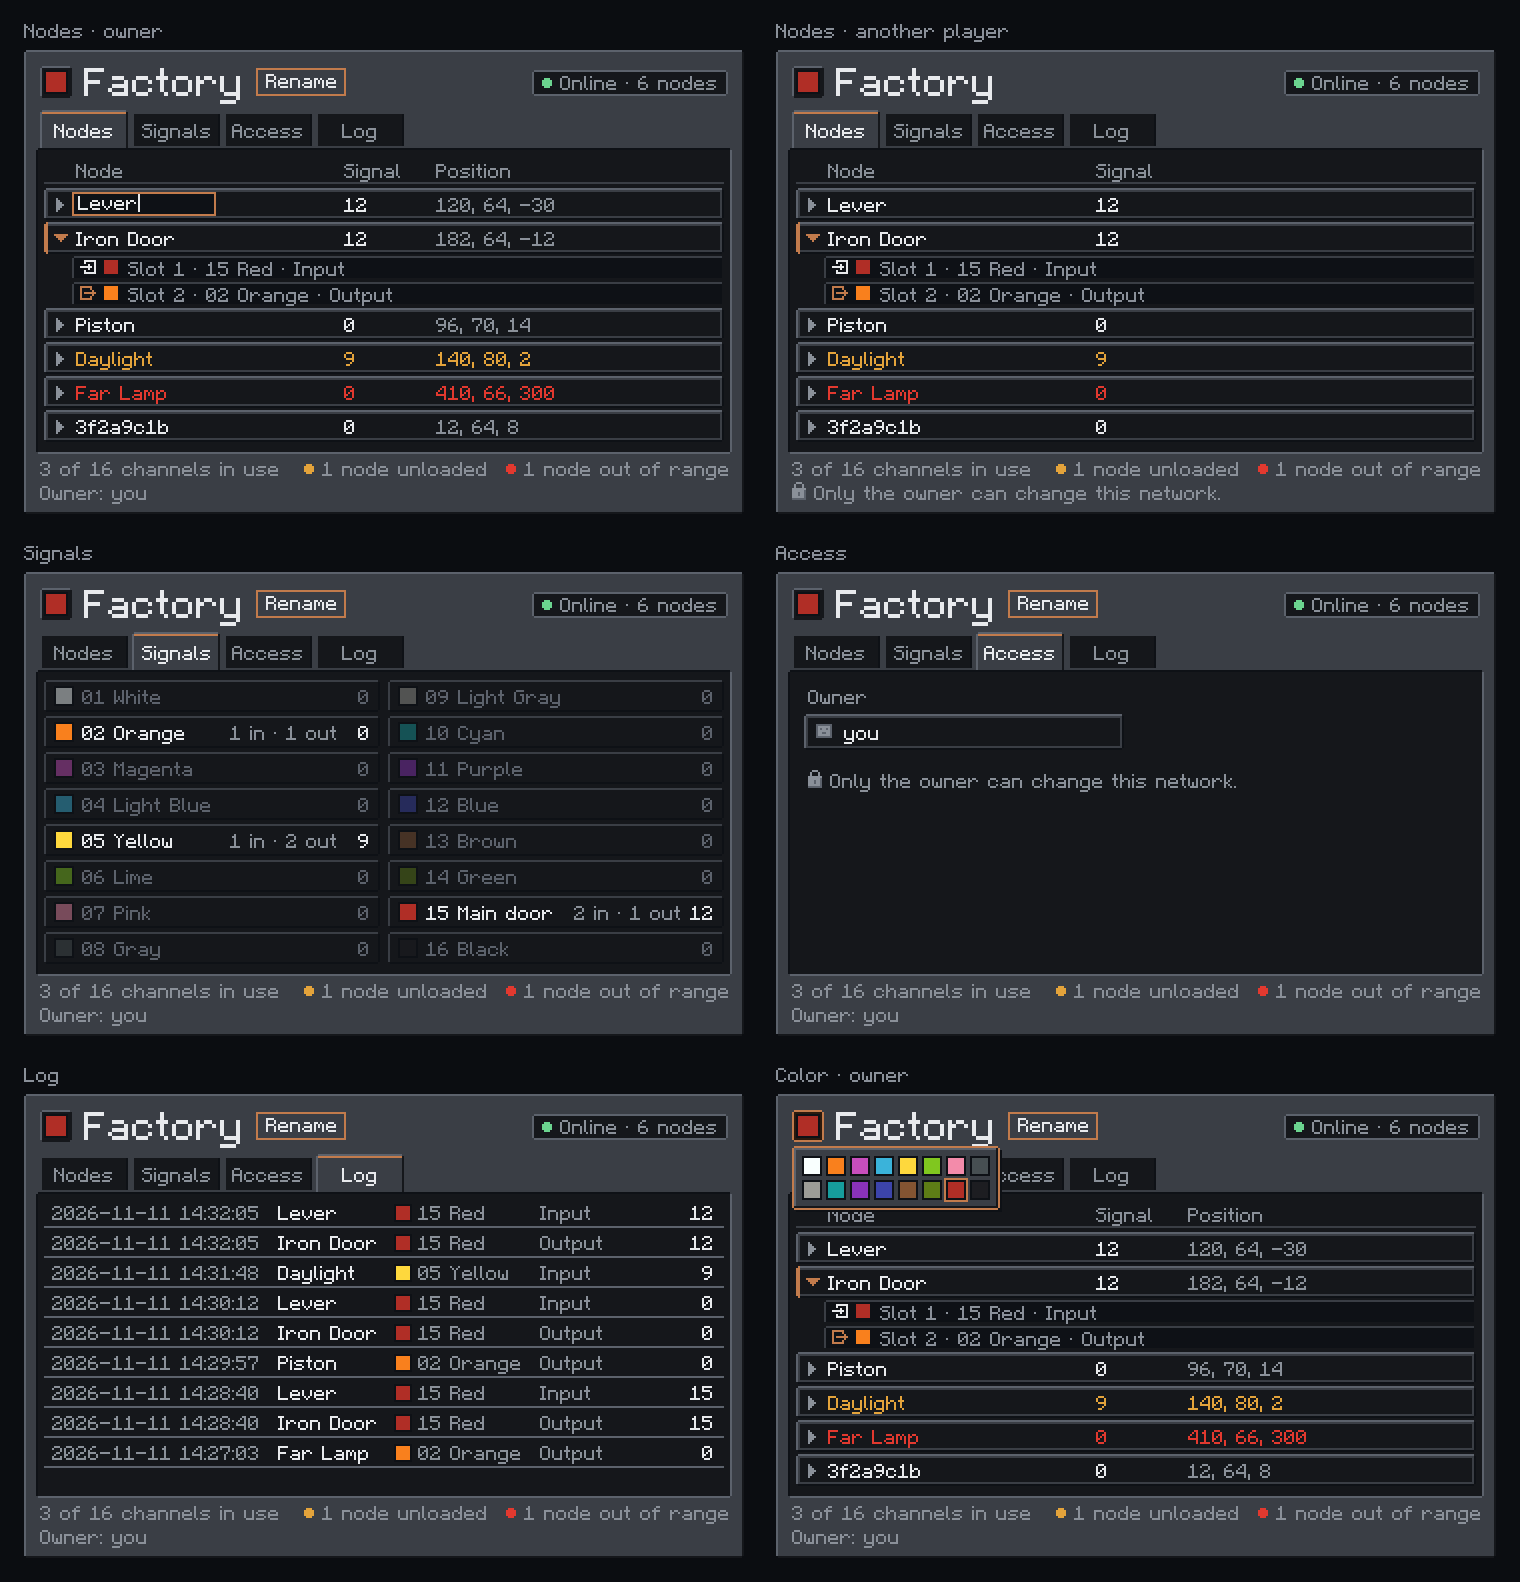 Nodes · owner
Factory Rename Online · 6 nodes
Nodes Signals Access Log
Node Signal Position
Lever 12 120, 64, -30
Iron Door 12 182, 64, -12
Slot 1 · 15 Red · Input
Slot 2 · 02 Orange · Output
Piston 0 96, 70, 14
Daylight 9 140, 80, 2
Far Lamp 0 410, 66, 300
3f2a9c1b 0 12, 64, 8
3 of 16 channels in use 1 node unloaded 1 node out of range
Owner: you
Nodes · another player
Factory Online · 6 nodes
Nodes Signals Access Log
Node Signal
Lever 12
Iron Door 12
Slot 1 · 15 Red · Input
Slot 2 · 02 Orange · Output
Piston 0
Daylight 9
Far Lamp 0
3f2a9c1b 0
3 of 16 channels in use 1 node unloaded 1 node out of range
Only the owner can change this network.
Signals
Factory Rename Online · 6 nodes
Nodes Signals Access Log
01 White 0
02 Orange 1 in · 1 out 0
03 Magenta 0
04 Light Blue 0
05 Yellow 1 in · 2 out 9
06 Lime 0
07 Pink 0
08 Gray 0
09 Light Gray 0
10 Cyan 0
11 Purple 0
12 Blue 0
13 Brown 0
14 Green 0
15 Main door 2 in · 1 out 12
16 Black 0
3 of 16 channels in use 1 node unloaded 1 node out of range
Owner: you
Access
Factory Rename Online · 6 nodes
Nodes Signals Access Log
Owner
you
Only the owner can change this network.
3 of 16 channels in use 1 node unloaded 1 node out of range
Owner: you
Log
Factory Rename Online · 6 nodes
Nodes Signals Access Log
2026-11-11 14:32:05 Lever 15 Red Input 12
2026-11-11 14:32:05 Iron Door 15 Red Output 12
2026-11-11 14:31:48 Daylight 05 Yellow Input 9
2026-11-11 14:30:12 Lever 15 Red Input 0
2026-11-11 14:30:12 Iron Door 15 Red Output 0
2026-11-11 14:29:57 Piston 02 Orange Output 0
2026-11-11 14:28:40 Lever 15 Red Input 15
2026-11-11 14:28:40 Iron Door 15 Red Output 15
2026-11-11 14:27:03 Far Lamp 02 Orange Output 0
3 of 16 channels in use 1 node unloaded 1 node out of range
Owner: you
Color · owner
Factory Rename Online · 6 nodes
ccess Log
Node Signal Position
Lever 12 120, 64, -30
Iron Door 12 182, 64, -12
Slot 1 · 15 Red · Input
Slot 2 · 02 Orange · Output
Piston 0 96, 70, 14
Daylight 9 140, 80, 2
Far Lamp 0 410, 66, 300
3f2a9c1b 0 12, 64, 8
3 of 16 channels in use 1 node unloaded 1 node out of range
Owner: you